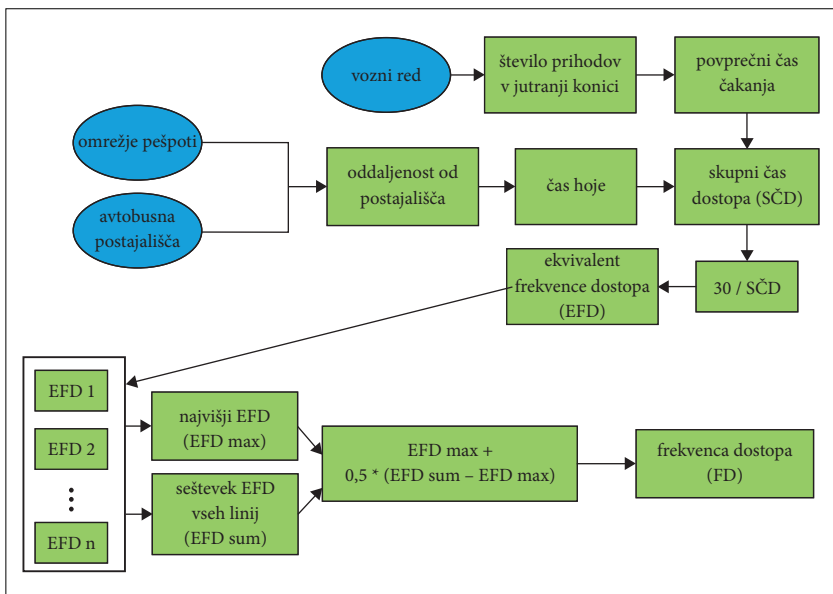 vozni red
število prihodov
v jutranji konici
povprečni čas
čakanja
omrežje pešpoti
avtobusna
postajališča
oddaljenost od
postajališča
čas hoje
skupni čas
dostopa (SČD)
ekvivalent
frekvence dostopa
(EFD)
30 / SČD
EFD 1
EFD 2
EFD n
najvišji EFD
(EFD max)
seštevek EFD
vseh linij
(EFD sum)
EFD max +
0,5 * (EFD sum – EFD max)
frekvenca dostopa
(FD)